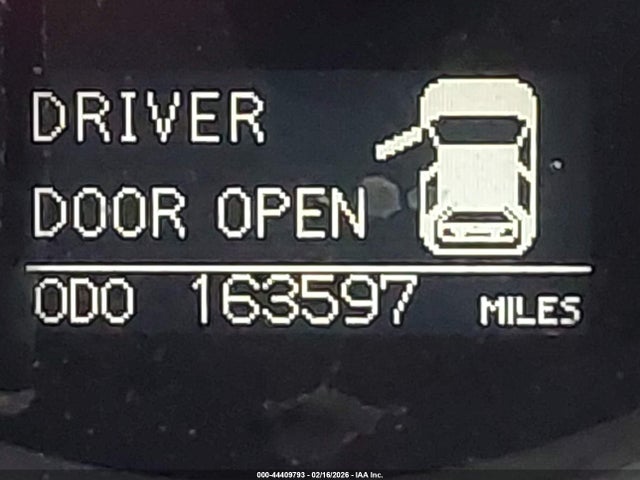 DRIVER
DOOR OPEN
ODO 163597 MILES
000-44409793 - 02/16/2026 - IAA Inc.